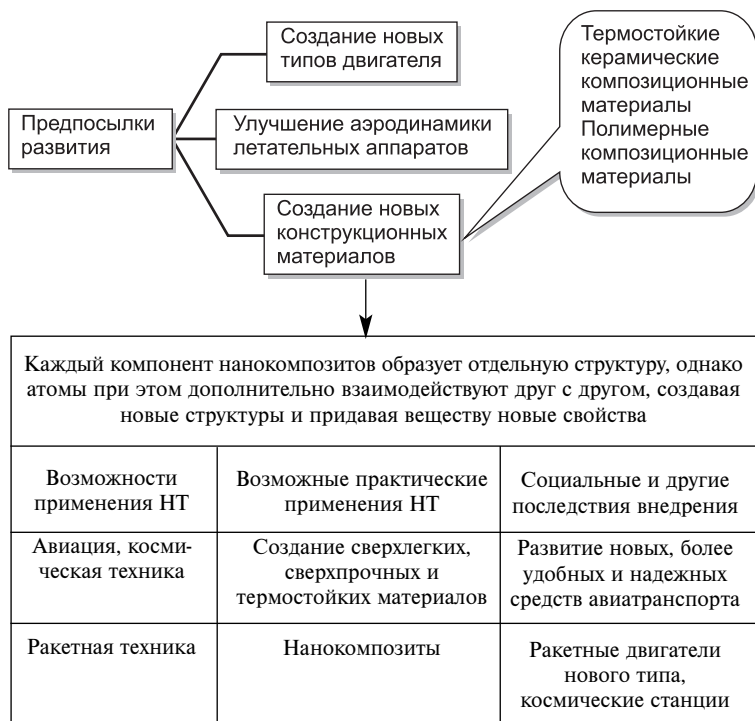 Создание новых
типов двигателя
Предпосылки
развития
Улучшение аэродинамики
летательных аппаратов
Создание новых
конструкционных
материалов
Термостойкие
керамические
композиционные
материалы
Полимерные
композиционные
материалы
Каждый компонент нанокомпозитов образует отдельную структуру, однако
атомы при этом дополнительно взаимодействуют друг с другом, создавая
новые структуры и придавая веществу новые свойства
Возможности
применения НТ
Возможные практические
применения НТ
Социальные и другие
последствия внедрения
Авиация, косми-
ческая техника
Создание сверхлегких,
сверхпрочных и
термостойких материалов
Развитие новых, более
удобных и надежных
средств авиатранспорта
Ракетная техника
Нанокомпозиты
Ракетные двигатели
нового типа,
космические станции